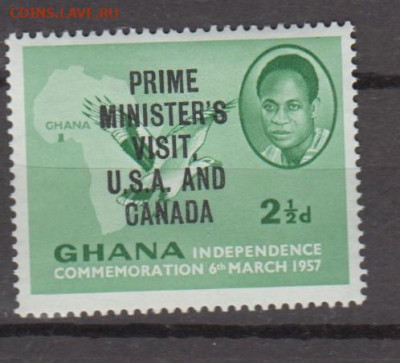 COINS.LAVE.RU
PRIME
MINISTER'S
VISIT,
U.S.A. AND
CANADA
GHANA
2½d
GHANA INDEPENDENCE
COMMEMORATION 6th MARCH 1957